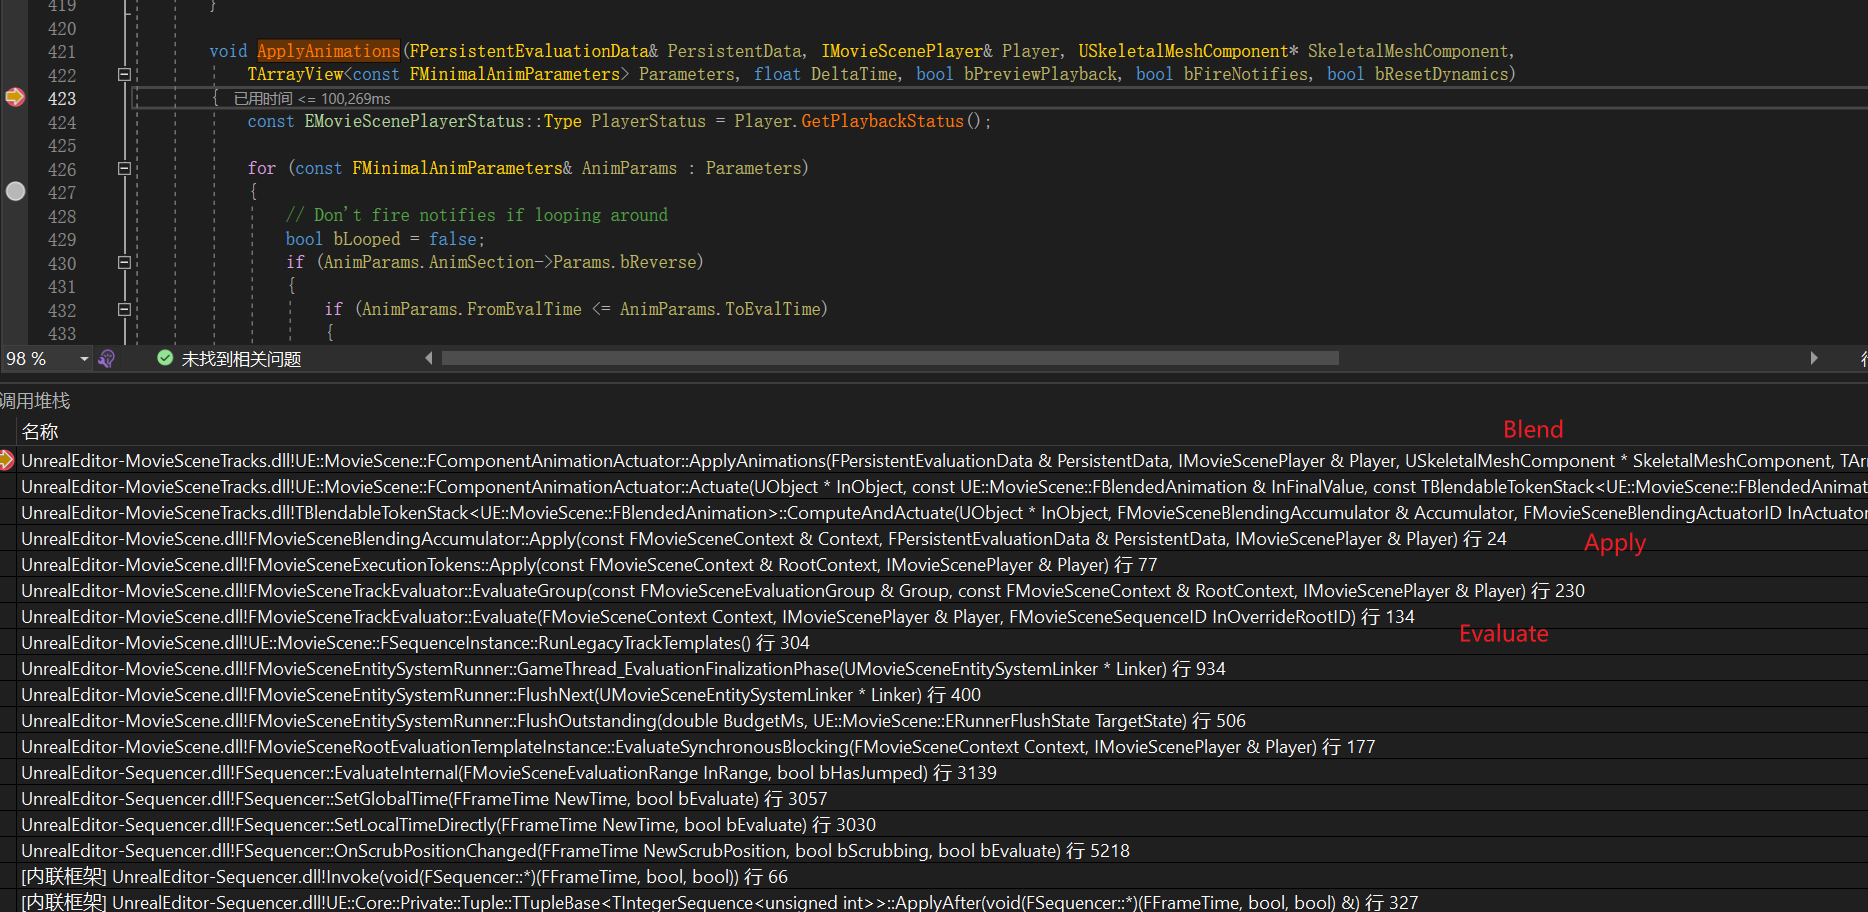 419 }
420
421 void ApplyAnimations(FPersistentEvaluationData& PersistentData, IMovieScenePlayer& Player, USkeletalMeshComponent* SkeletalMeshComponent,
422 TArrayView<const FMinimalAnimParameters> Parameters, float DeltaTime, bool bPreviewPlayback, bool bFireNotifies, bool bResetDynamics)
423 { 已用时间 <= 100,269ms
424 const EMovieScenePlayerStatus::Type PlayerStatus = Player.GetPlaybackStatus();
425
426 for (const FMinimalAnimParameters& AnimParams : Parameters)
427 {
428 // Don't fire notifies if looping around
429 bool bLooped = false;
430 if (AnimParams.AnimSection->Params.bReverse)
431 {
432 if (AnimParams.FromEvalTime <= AnimParams.ToEvalTime)
433 {
98 % 未找到相关问题
调用堆栈
名称
Blend
UnrealEditor-MovieSceneTracks.dll!UE::MovieScene::FComponentAnimationActuator::ApplyAnimations(FPersistentEvaluationData & PersistentData, IMovieScenePlayer & Player, USkeletalMeshComponent * SkeletalMeshComponent, TArr
UnrealEditor-MovieSceneTracks.dll!UE::MovieScene::FComponentAnimationActuator::Actuate(UObject * InObject, const UE::MovieScene::FBlendedAnimation & InFinalValue, const TBlendableTokenStack<UE::MovieScene::FBlendedAnimat
UnrealEditor-MovieSceneTracks.dll!TBlendableTokenStack<UE::MovieScene::FBlendedAnimation>::ComputeAndActuate(UObject * InObject, FMovieSceneBlendingAccumulator & Accumulator, FMovieSceneBlendingActuatorID InActuator
UnrealEditor-MovieScene.dll!FMovieSceneBlendingAccumulator::Apply(const FMovieSceneContext & Context, FPersistentEvaluationData & PersistentData, IMovieScenePlayer & Player) 行 24
Apply
UnrealEditor-MovieScene.dll!FMovieSceneExecutionTokens::Apply(const FMovieSceneContext & RootContext, IMovieScenePlayer & Player) 行 77
UnrealEditor-MovieScene.dll!FMovieSceneTrackEvaluator::EvaluateGroup(const FMovieSceneEvaluationGroup & Group, const FMovieSceneContext & RootContext, IMovieScenePlayer & Player) 行 230
UnrealEditor-MovieScene.dll!FMovieSceneTrackEvaluator::Evaluate(FMovieSceneContext Context, IMovieScenePlayer & Player, FMovieSceneSequenceID InOverrideRootID) 行 134
Evaluate
UnrealEditor-MovieScene.dll!UE::MovieScene::FSequenceInstance::RunLegacyTrackTemplates() 行 304
UnrealEditor-MovieScene.dll!FMovieSceneEntitySystemRunner::GameThread_EvaluationFinalizationPhase(UMovieSceneEntitySystemLinker * Linker) 行 934
UnrealEditor-MovieScene.dll!FMovieSceneEntitySystemRunner::FlushNext(UMovieSceneEntitySystemLinker * Linker) 行 400
UnrealEditor-MovieScene.dll!FMovieSceneEntitySystemRunner::FlushOutstanding(double BudgetMs, UE::MovieScene::ERunnerFlushState TargetState) 行 506
UnrealEditor-MovieScene.dll!FMovieSceneRootEvaluationTemplateInstance::EvaluateSynchronousBlocking(FMovieSceneContext Context, IMovieScenePlayer & Player) 行 177
UnrealEditor-Sequencer.dll!FSequencer::EvaluateInternal(FMovieSceneEvaluationRange InRange, bool bHasJumped) 行 3139
UnrealEditor-Sequencer.dll!FSequencer::SetGlobalTime(FFrameTime NewTime, bool bEvaluate) 行 3057
UnrealEditor-Sequencer.dll!FSequencer::SetLocalTimeDirectly(FFrameTime NewTime, bool bEvaluate) 行 3030
UnrealEditor-Sequencer.dll!FSequencer::OnScrubPositionChanged(FFrameTime NewScrubPosition, bool bScrubbing, bool bEvaluate) 行 5218
[内联框架] UnrealEditor-Sequencer.dll!Invoke(void(FSequencer::*)(FFrameTime, bool, bool)) 行 66
[内联框架] UnrealEditor-Sequencer.dll!UE::Core::Private::Tuple::TTupleBase<TIntegerSequence<unsigned int>>::ApplyAfter(void(FSequencer::*)(FFrameTime, bool, bool) &) 行 327